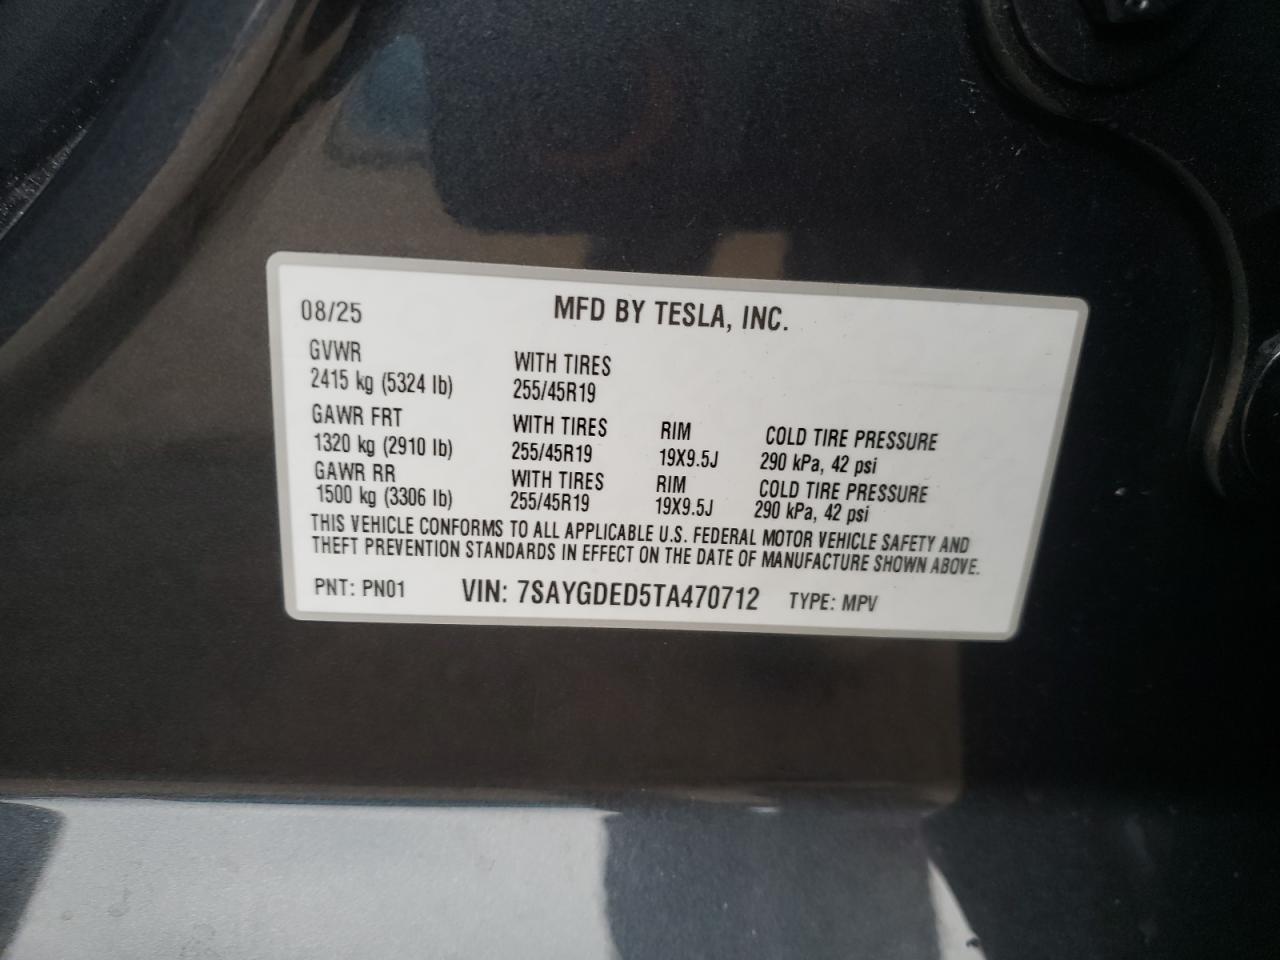 08/25 MFD BY TESLA, INC.
GVWR WITH TIRES
2415 kg (5324 lb) 255/45R19
GAWR FRT WITH TIRES RIM COLD TIRE PRESSURE
1320 kg (2910 lb) 255/45R19 19X9.5J 290 kPa, 42 psi
GAWR RR WITH TIRES RIM COLD TIRE PRESSURE
1500 kg (3306 lb) 255/45R19 19X9.5J 290 kPa, 42 psi
THIS VEHICLE CONFORMS TO ALL APPLICABLE U.S. FEDERAL MOTOR VEHICLE SAFETY AND
THEFT PREVENTION STANDARDS IN EFFECT ON THE DATE OF MANUFACTURE SHOWN ABOVE.
PNT: PN01 VIN: 7SAYGDED5TA470712 TYPE: MPV